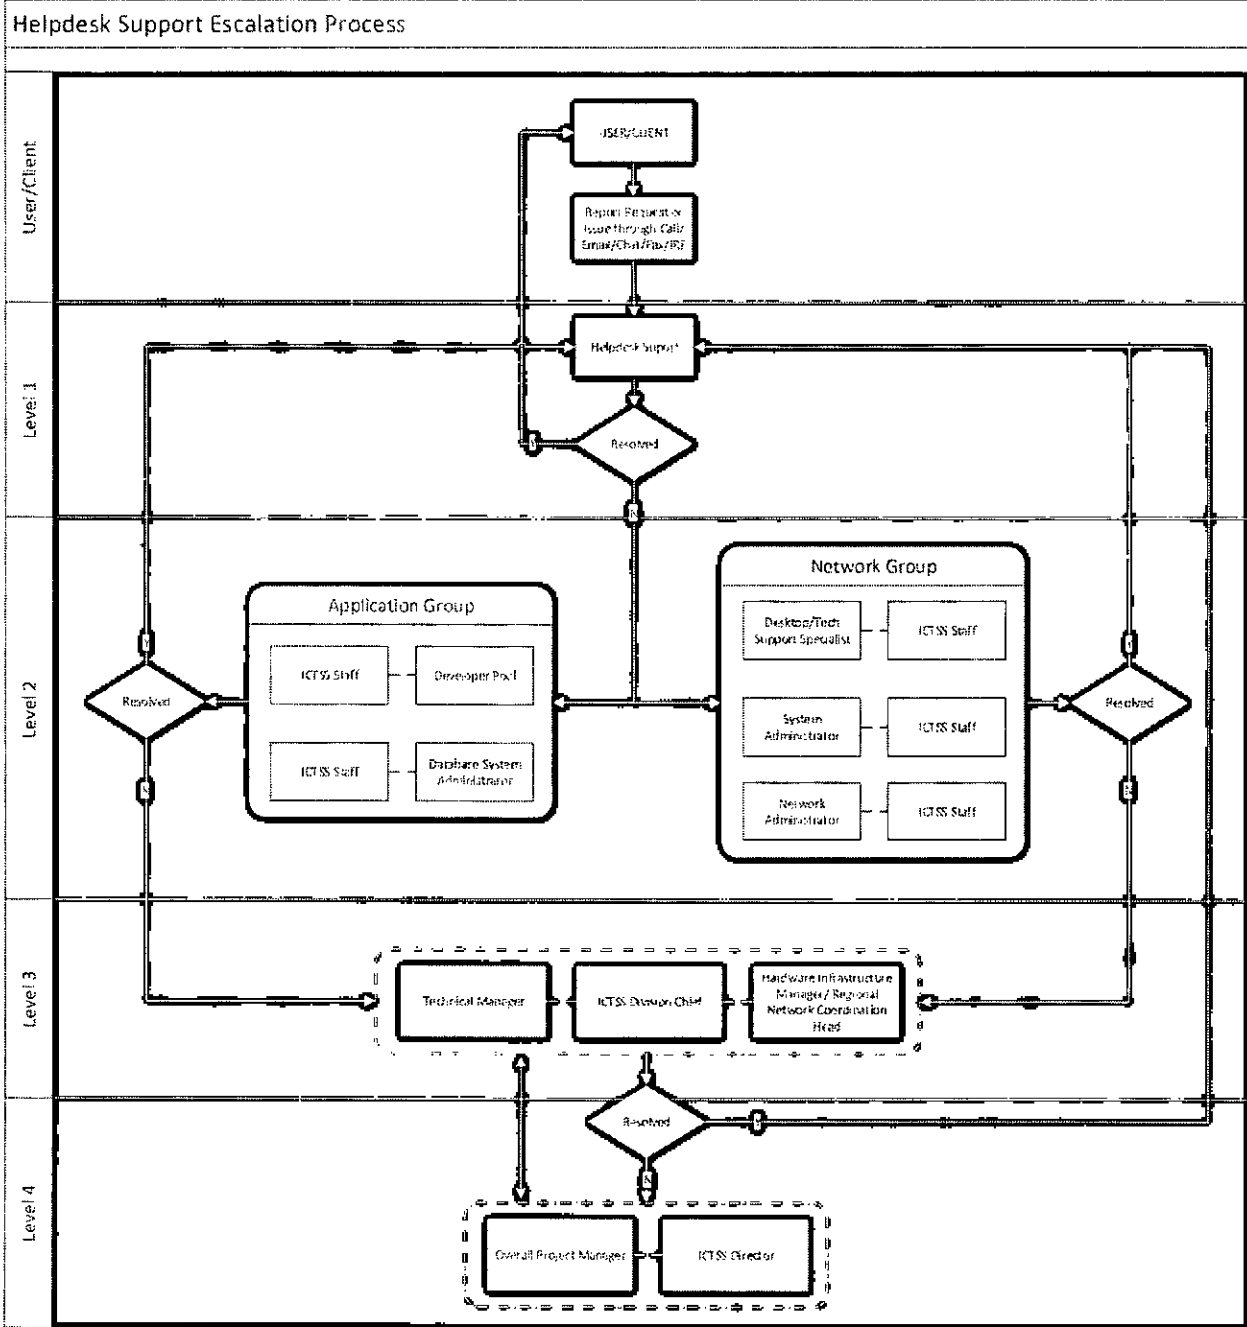 Helpdesk Support Escalation Process
User/Client
USER/CLIENT
Report Request or
Issue through Call/
Email/Chat/Fax/
Level 1
Helpdesk Suport
Resolved
Y
N
Level 2
Application Group
ICTSS Staff
Developer Pool
ICTSS Staff
Database System
Administrator
Network Group
Desktop/Tech
Support Specialist
ICTSS Staff
System
Administrator
ICTSS Staff
Network
Administrator
ICTSS Staff
Resolved
Y
N
Resolved
Y
N
Level 3
Technical Manager
ICTSS Division Chief
Hardware Infrastructure
Manager/ Regional
Network Coordination
Head
Level 4
Resolved
Y
N
Overall Project Manager
ICTSS Director